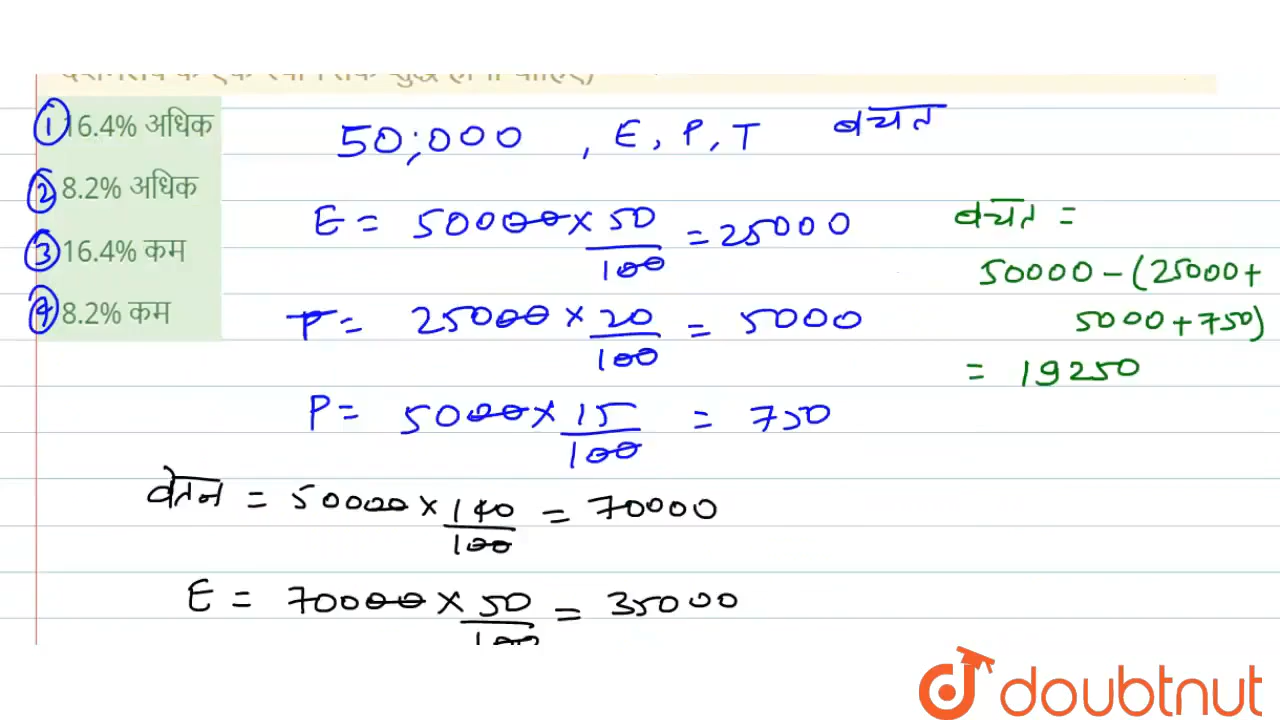 1 16.4% अधिक
2 8.2% अधिक
3 16.4% कम
4 8.2% कम
50,000 , E, P, T बचत
E = 50000 × 50/100 = 25000
T = 25000 × 20/100 = 5000
P = 5000 × 15/100 = 750
बचत =
50000 - (25000 +
5000 + 750)
= 19250
वेतन = 50000 × 140/100 = 70000
E = 70000 × 50/100 = 35000
doubtnut